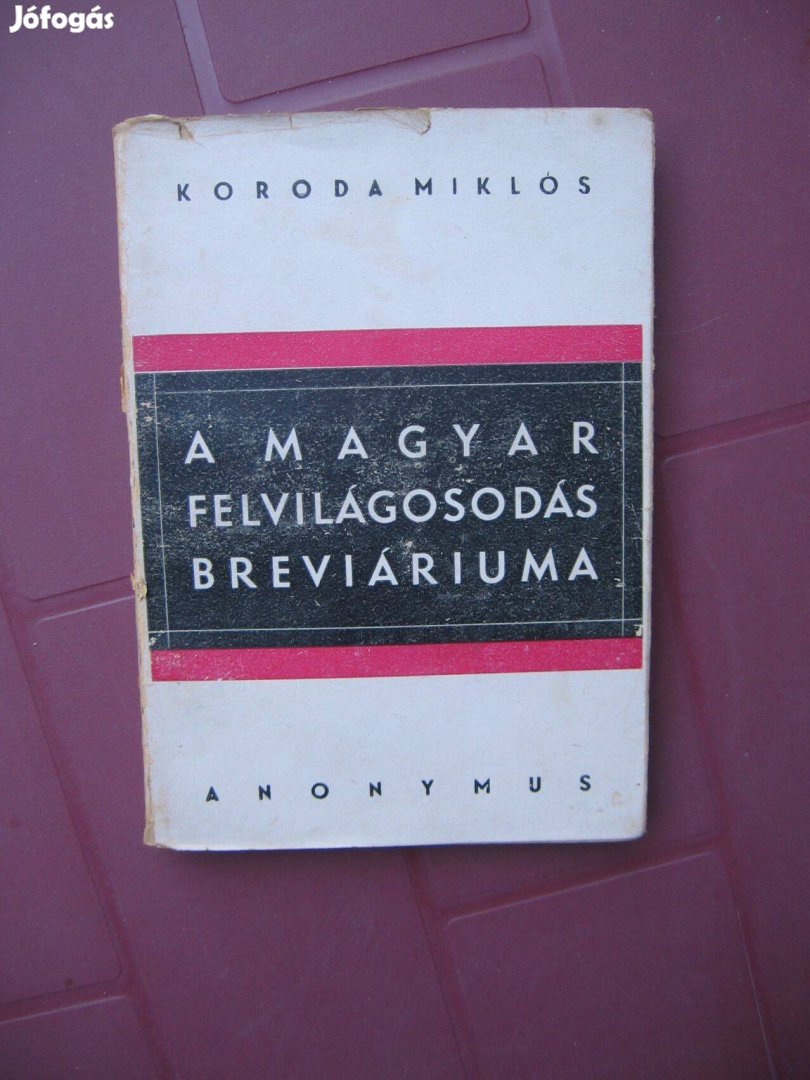 Jófogás
KORODA MIKLÓS
A MAGYAR
FELVILÁGOSODÁS
BREVIÁRIUMA
ANONYMUS